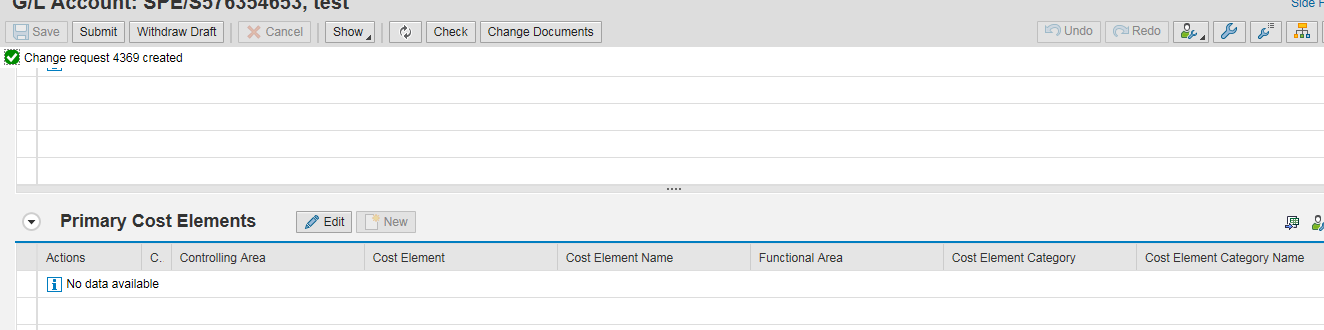 G/L Account: SPE/S576354653, test
Side
Save Submit Withdraw Draft Cancel Show Check Change Documents Undo Redo
Change request 4369 created
Primary Cost Elements Edit New
Actions C. Controlling Area Cost Element Cost Element Name Functional Area Cost Element Category Cost Element Category Name
No data available